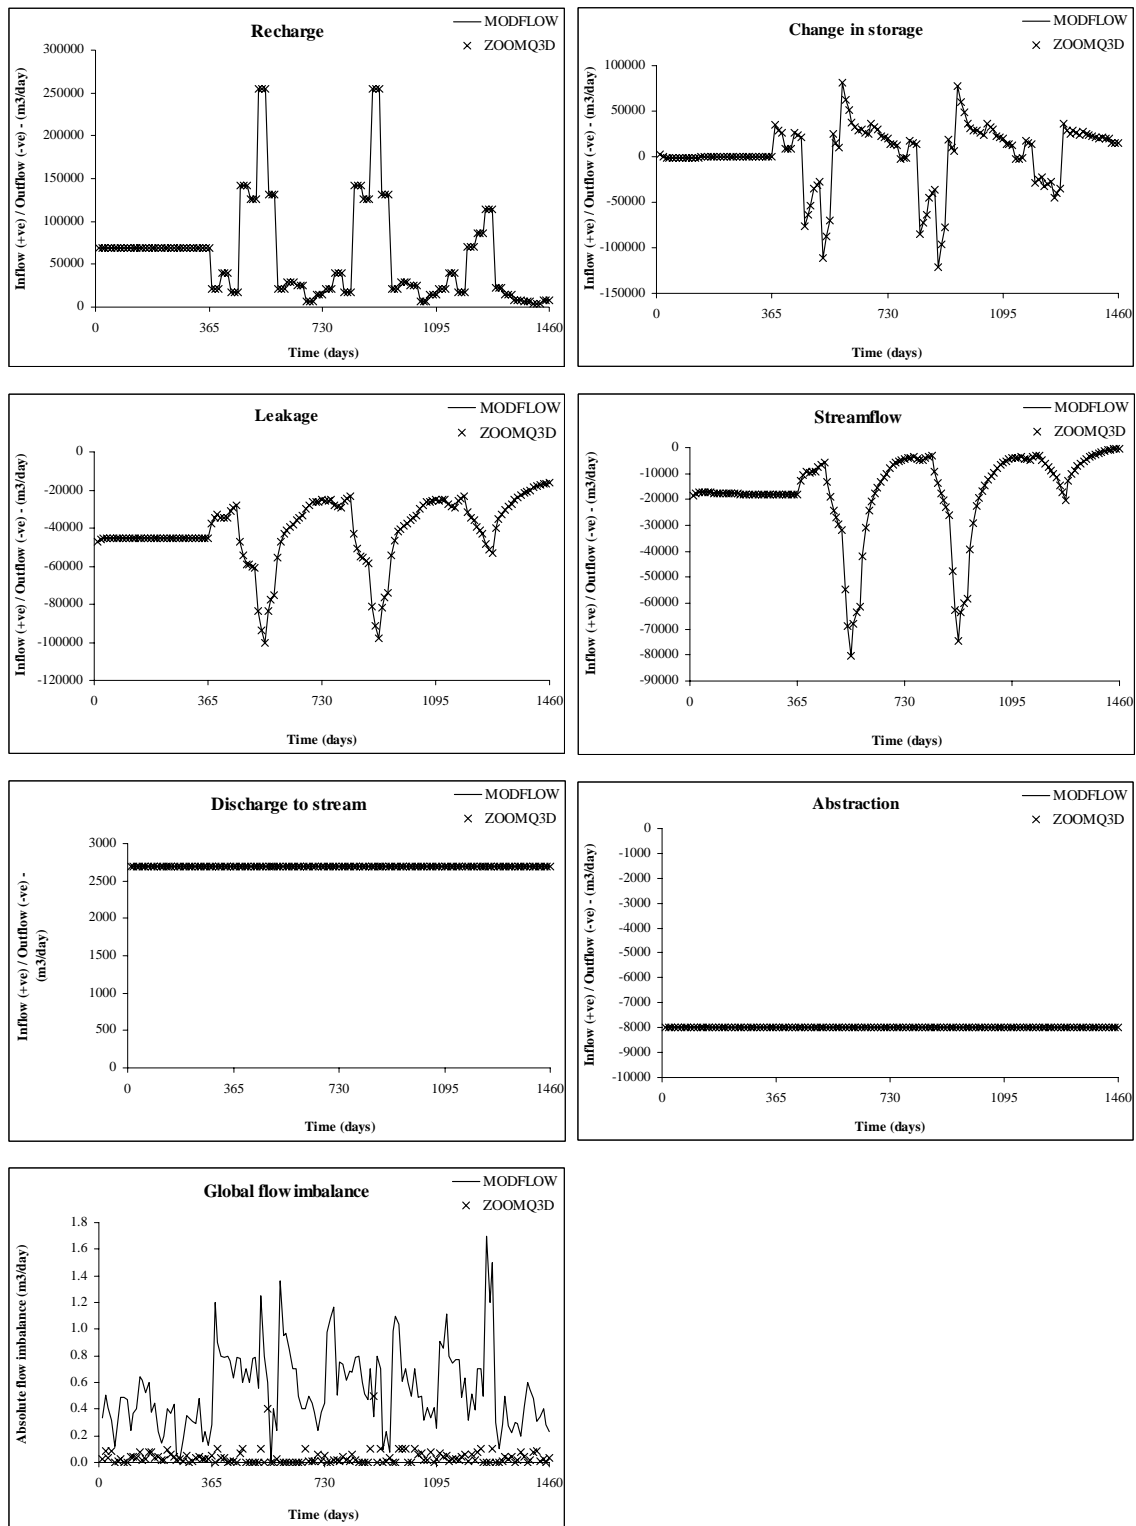 Recharge
MODFLOW
ZOOMQ3D
Inflow (+ve) / Outflow (-ve) - (m3/day)
300000
250000
200000
150000
100000
50000
0
0 365 730 1095 1460
Time (days)
Change in storage
MODFLOW
ZOOMQ3D
Inflow (+ve) / Outflow (-ve) - (m3/day)
100000
50000
0
-50000
-100000
-150000
0 365 730 1095 1460
Time (days)
Leakage
MODFLOW
ZOOMQ3D
Inflow (+ve) / Outflow (-ve) - (m3/day)
0
-20000
-40000
-60000
-80000
-100000
-120000
0 365 730 1095 1460
Time (days)
Streamflow
MODFLOW
ZOOMQ3D
Inflow (+ve) / Outflow (-ve) - (m3/day)
0
-10000
-20000
-30000
-40000
-50000
-60000
-70000
-80000
-90000
0 365 730 1095 1460
Time (days)
Discharge to stream
MODFLOW
ZOOMQ3D
Inflow (+ve) / Outflow (-ve) -
(m3/day)
3000
2500
2000
1500
1000
500
0
0 365 730 1095 1460
Time (days)
Abstraction
MODFLOW
ZOOMQ3D
Inflow (+ve) / Outflow (-ve) - (m3/day)
0
-1000
-2000
-3000
-4000
-5000
-6000
-7000
-8000
-9000
-10000
0 365 730 1095 1460
Time (days)
Global flow imbalance
MODFLOW
ZOOMQ3D
Absolute flow imbalance (m3/day)
1.8
1.6
1.4
1.2
1.0
0.8
0.6
0.4
0.2
0.0
0 365 730 1095 1460
Time (days)